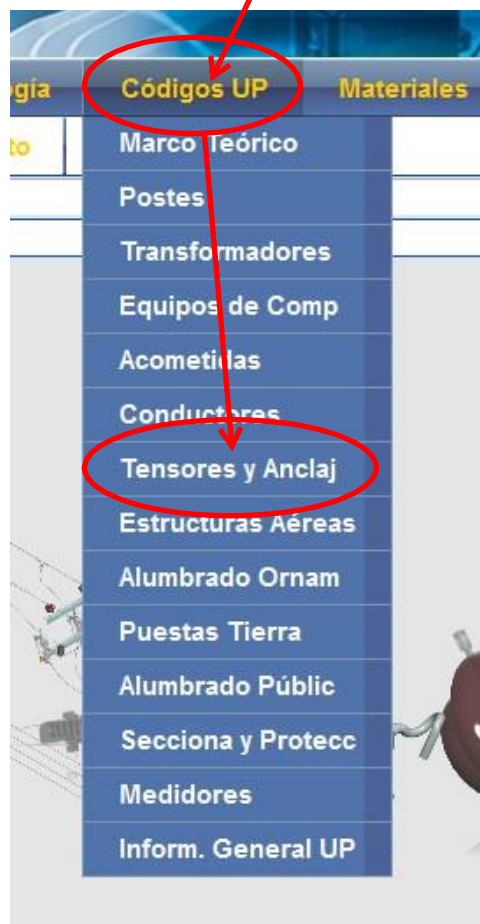 gía Códigos UP Materiales
to Marco Teórico
Postes
Transformadores
Equipos de Comp
Acometidas
Conductores
Tensores y Anclaj
Estructuras Aéreas
Alumbrado Ornam
Puestas Tierra
Alumbrado Públic
Secciona y Protecc
Medidores
Inform. General UP